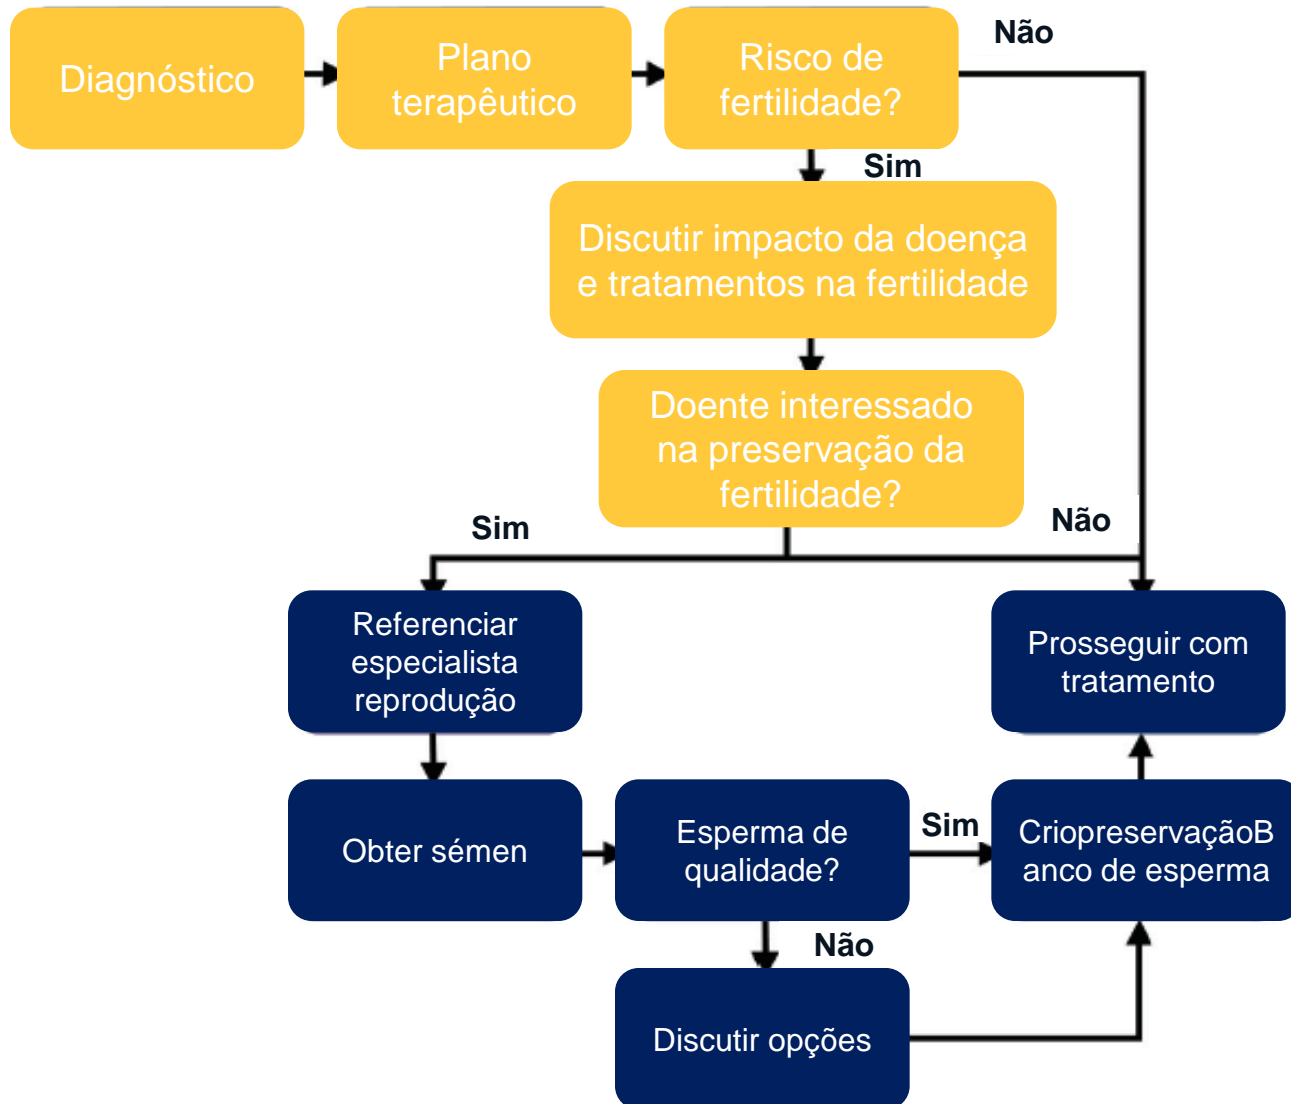 Diagnóstico
Plano
terapêutico
Risco de
fertilidade?
Não
Sim
Discutir impacto da doença
e tratamentos na fertilidade
Doente interessado
na preservação da
fertilidade?
Sim
Não
Referenciar
especialista
reprodução
Prosseguir com
tratamento
Obter sémen
Esperma de
qualidade?
Sim
CriopreservaçãoB
anco de esperma
Não
Discutir opções